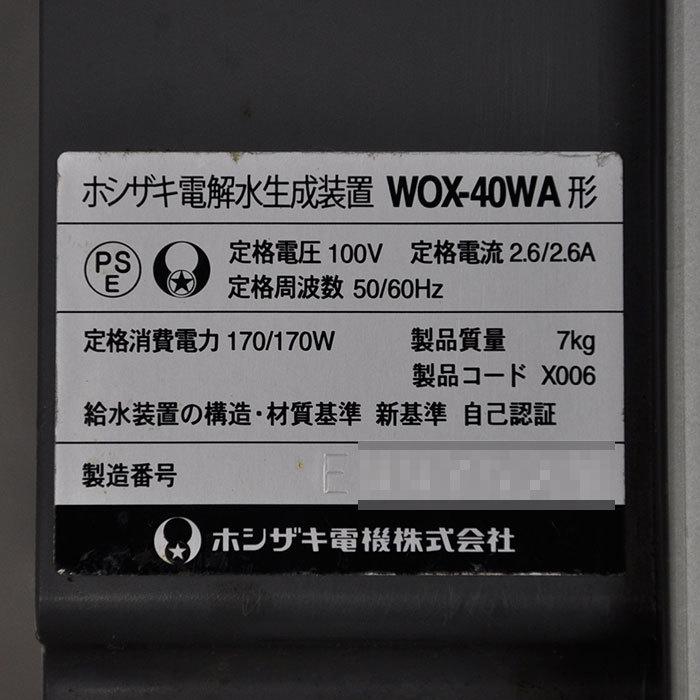 ホシザキ電解水生成装置 WOX-40WA 形
PS
E
定格電圧 100V 定格電流 2.6/2.6A
定格周波数 50/60Hz
定格消費電力 170/170W 製品質量 7kg
製品コード X006
給水装置の構造・材質基準 新基準 自己認証
製造番号 E
ホシザキ電機株式会社